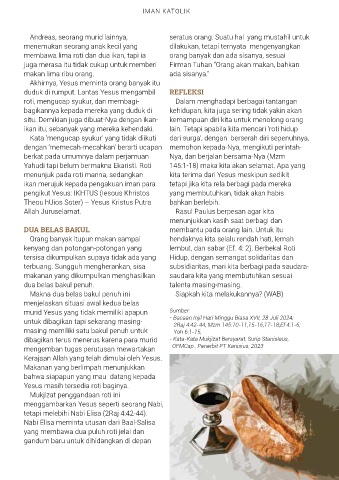 IMAN KATOLIK
Andreas, seorang murid lainnya,
menemukan seorang anak kecil yang
membawa lima roti dan dua ikan, tapi ia
juga merasa itu tidak cukup untuk memberi
makan lima ribu orang.
Akhirnya, Yesus meminta orang banyak itu
duduk di rumput. Lantas Yesus mengambil
roti, mengucap syukur, dan membagi-
bagikannya kepada mereka yang duduk di
situ. Demikian juga dibuat-Nya dengan ikan-
ikan itu, sebanyak yang mereka kehendaki.
Kata 'mengucap syukur' yang tidak diikuti
dengan 'memecah-mecahkan' berarti ucapan
berkat pada umumnya dalam perjamuan
Yahudi tapi belum bermakna Ekaristi. Roti
menunjuk pada roti manna, sedangkan
ikan merujuk kepada pengakuan iman para
pengikut Yesus: IKHTUS (Iesous KHristos
Theou hUios Soter) – Yesus Kristus Putra
Allah Juruselamat.
DUA BELAS BAKUL
Orang banyak itupun makan sampai
kenyang dan potongan-potongan yang
tersisa dikumpulkan supaya tidak ada yang
terbuang. Sungguh mengherankan, sisa
makanan yang dikumpulkan menghasilkan
dua belas bakul penuh.
Makna dua belas bakul penuh ini
menjelaskan situasi awal kedua belas
murid Yesus yang tidak memiliki apapun
untuk dibagikan tapi sekarang masing-
masing memiliki satu bakul penuh untuk
dibagikan terus menerus karena para murid
mengemban tugas perutusan mewartakan
Kerajaan Allah yang telah dimulai oleh Yesus.
Makanan yang berlimpah menunjukkan
bahwa siapapun yang mau datang kepada
Yesus masih tersedia roti baginya.
Mukjizat penggandaan roti ini
menggambarkan Yesus seperti seorang Nabi,
tetapi melebihi Nabi Elisa (2Raj 4:42-44).
Nabi Elisa meminta utusan dari Baal-Salisa
yang membawa dua puluh roti jelai dan
gandum baru untuk dihidangkan di depan
seratus orang. Suatu hal yang mustahil untuk
dilakukan, tetapi ternyata mengenyangkan
orang banyak dan ada sisanya, sesuai
Firman Tuhan "Orang akan makan, bahkan
ada sisanya."
REFLEKSI
Dalam menghadapi berbagai tantangan
kehidupan, kita juga sering tidak yakin akan
kemampuan diri kita untuk menolong orang
lain. Tetapi apabila kita mencari 'roti hidup
dari surga', dengan berserah diri sepenuhnya,
memohon kepada-Nya, mengikuti perintah-
Nya, dan berjalan bersama-Nya (Mzm
145:1-18) maka kita akan selamat. Apa yang
kita terima dari Yesus meskipun sedikit
tetapi jika kita rela berbagi pada mereka
yang membutuhkan, tidak akan habis
bahkan berlebih.
Rasul Paulus berpesan agar kita
menunjukkan kasih saat berbagi dan
membantu pada orang lain. Untuk itu
hendaknya kita selalu rendah hati, lemah
lembut, dan sabar (Ef. 4: 2). Berbekal Roti
Hidup, dengan semangat solidaritas dan
subsidiaritas, mari kita berbagi pada saudara-
saudara kita yang membutuhkan sesuai
talenta masing-masing.
Siapkah kita melakukannya? (WAB)
Sumber
- Bacaan Injil Hari Minggu Biasa XVII, 28 Juli 2024;
2Raj 4:42-44; Mzm 145:10-11,15-16,17-18;Ef 4:1-6;
Yoh 6:1-15,
- Kata-Kata Mukjizat Bersyarat, Surip Stanislaus,
OFMCap , Penerbit PT Kanisius, 2023